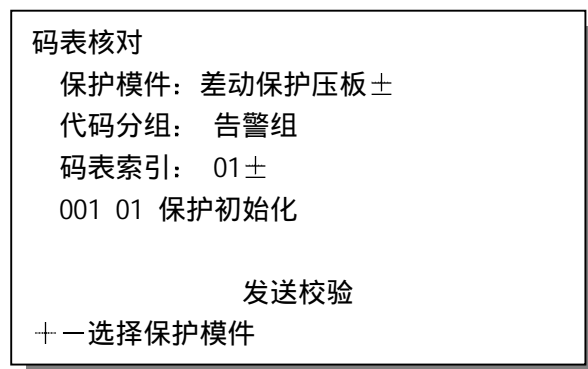 码表核对
保护模件：差动保护压板±
代码分组： 告警组
码表索引： 01±
001 01 保护初始化
发送校验
＋－选择保护模件